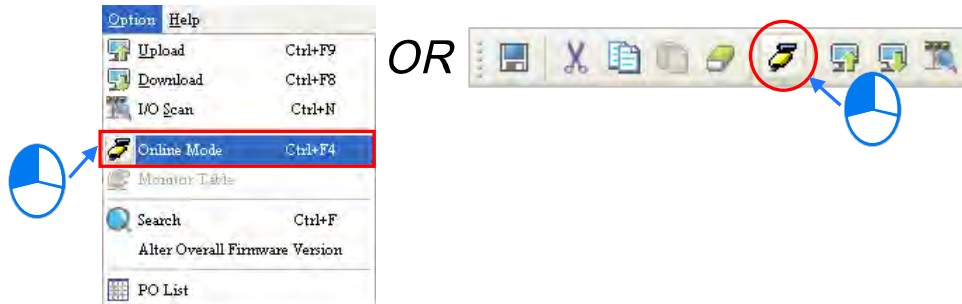 Option Help
Upload Ctrl+F9
Download Ctrl+F8
I/O Scan Ctrl+N
Online Mode Ctrl+F4
Monitor Table
Search Ctrl+F
Alter Overall Firmware Version
PO List
OR